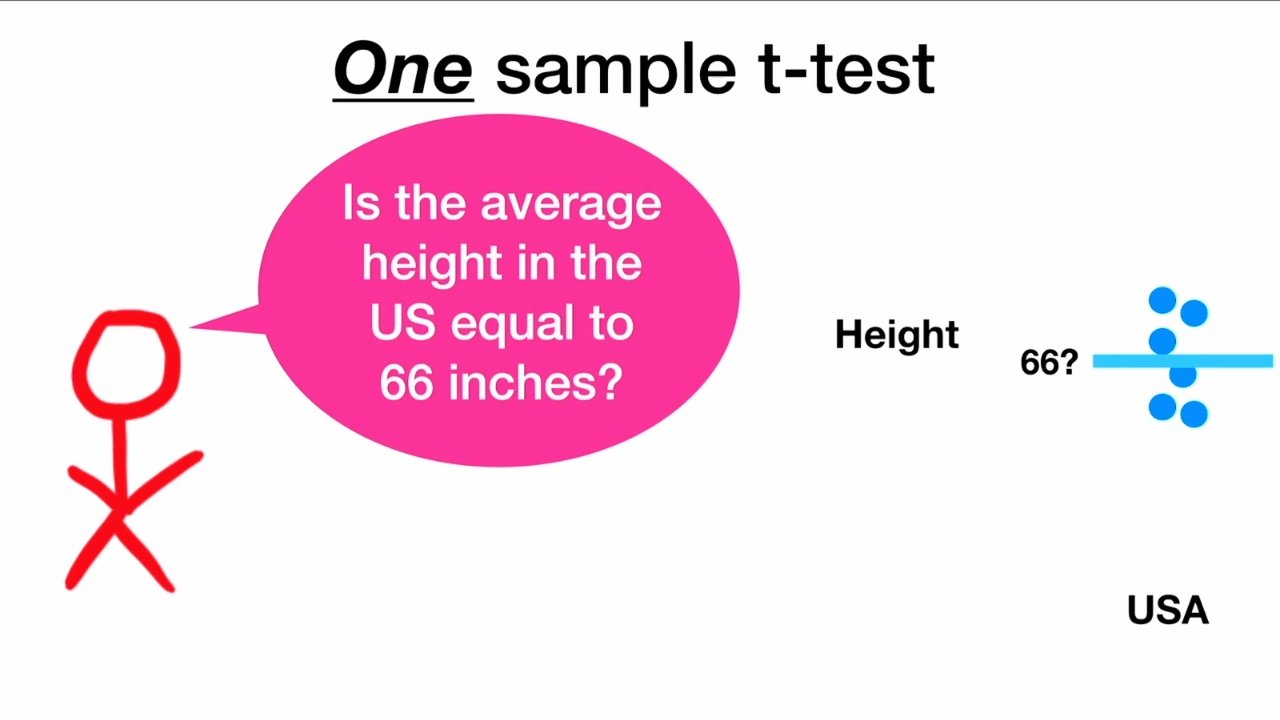 One sample t-test
Is the average
height in the
US equal to
66 inches?
Height
66?
USA